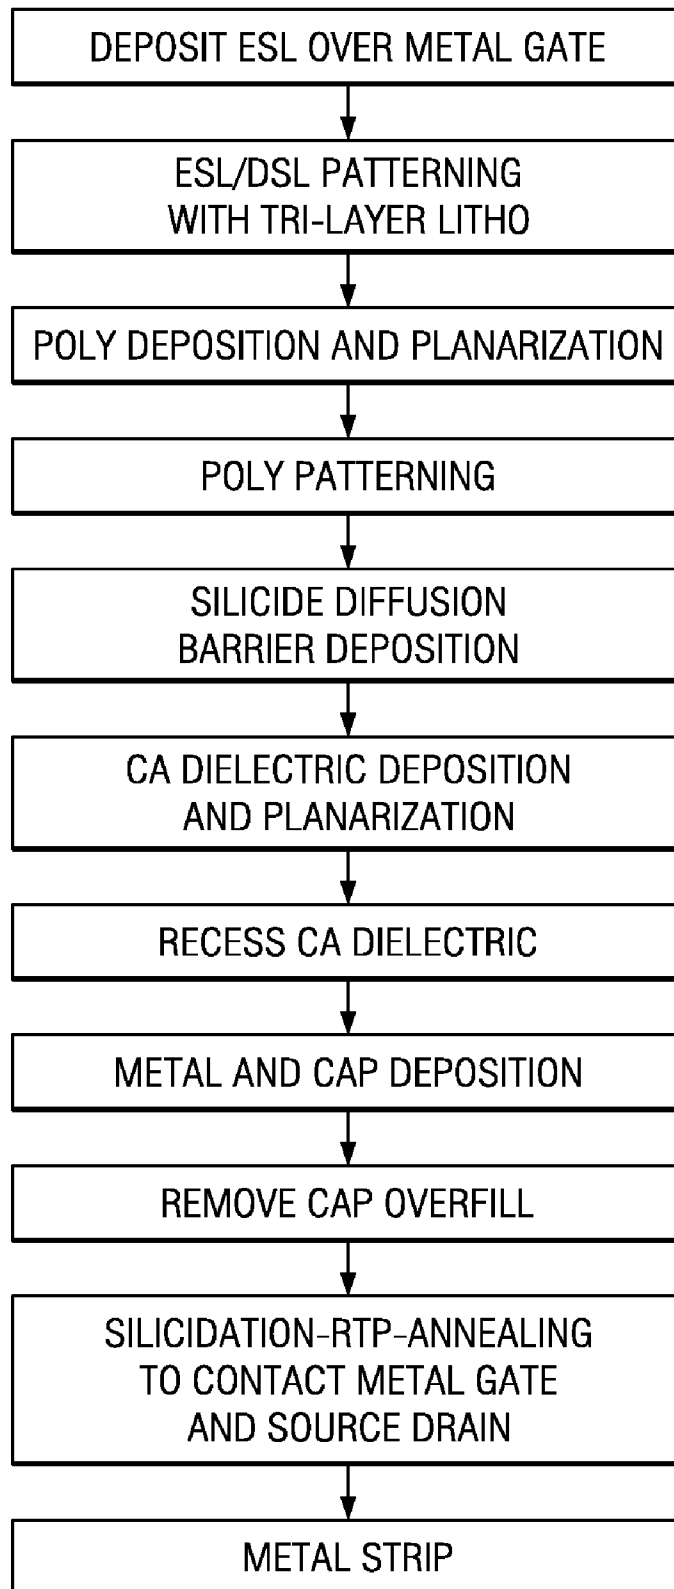 DEPOSIT ESL OVER METAL GATE
ESL/DSL PATTERNING
WITH TRI-LAYER LITHO
POLY DEPOSITION AND PLANARIZATION
POLY PATTERNING
SILICIDE DIFFUSION
BARRIER DEPOSITION
CA DIELECTRIC DEPOSITION
AND PLANARIZATION
RECESS CA DIELECTRIC
METAL AND CAP DEPOSITION
REMOVE CAP OVERFILL
SILICIDATION-RTP-ANNEALING
TO CONTACT METAL GATE
AND SOURCE DRAIN
METAL STRIP